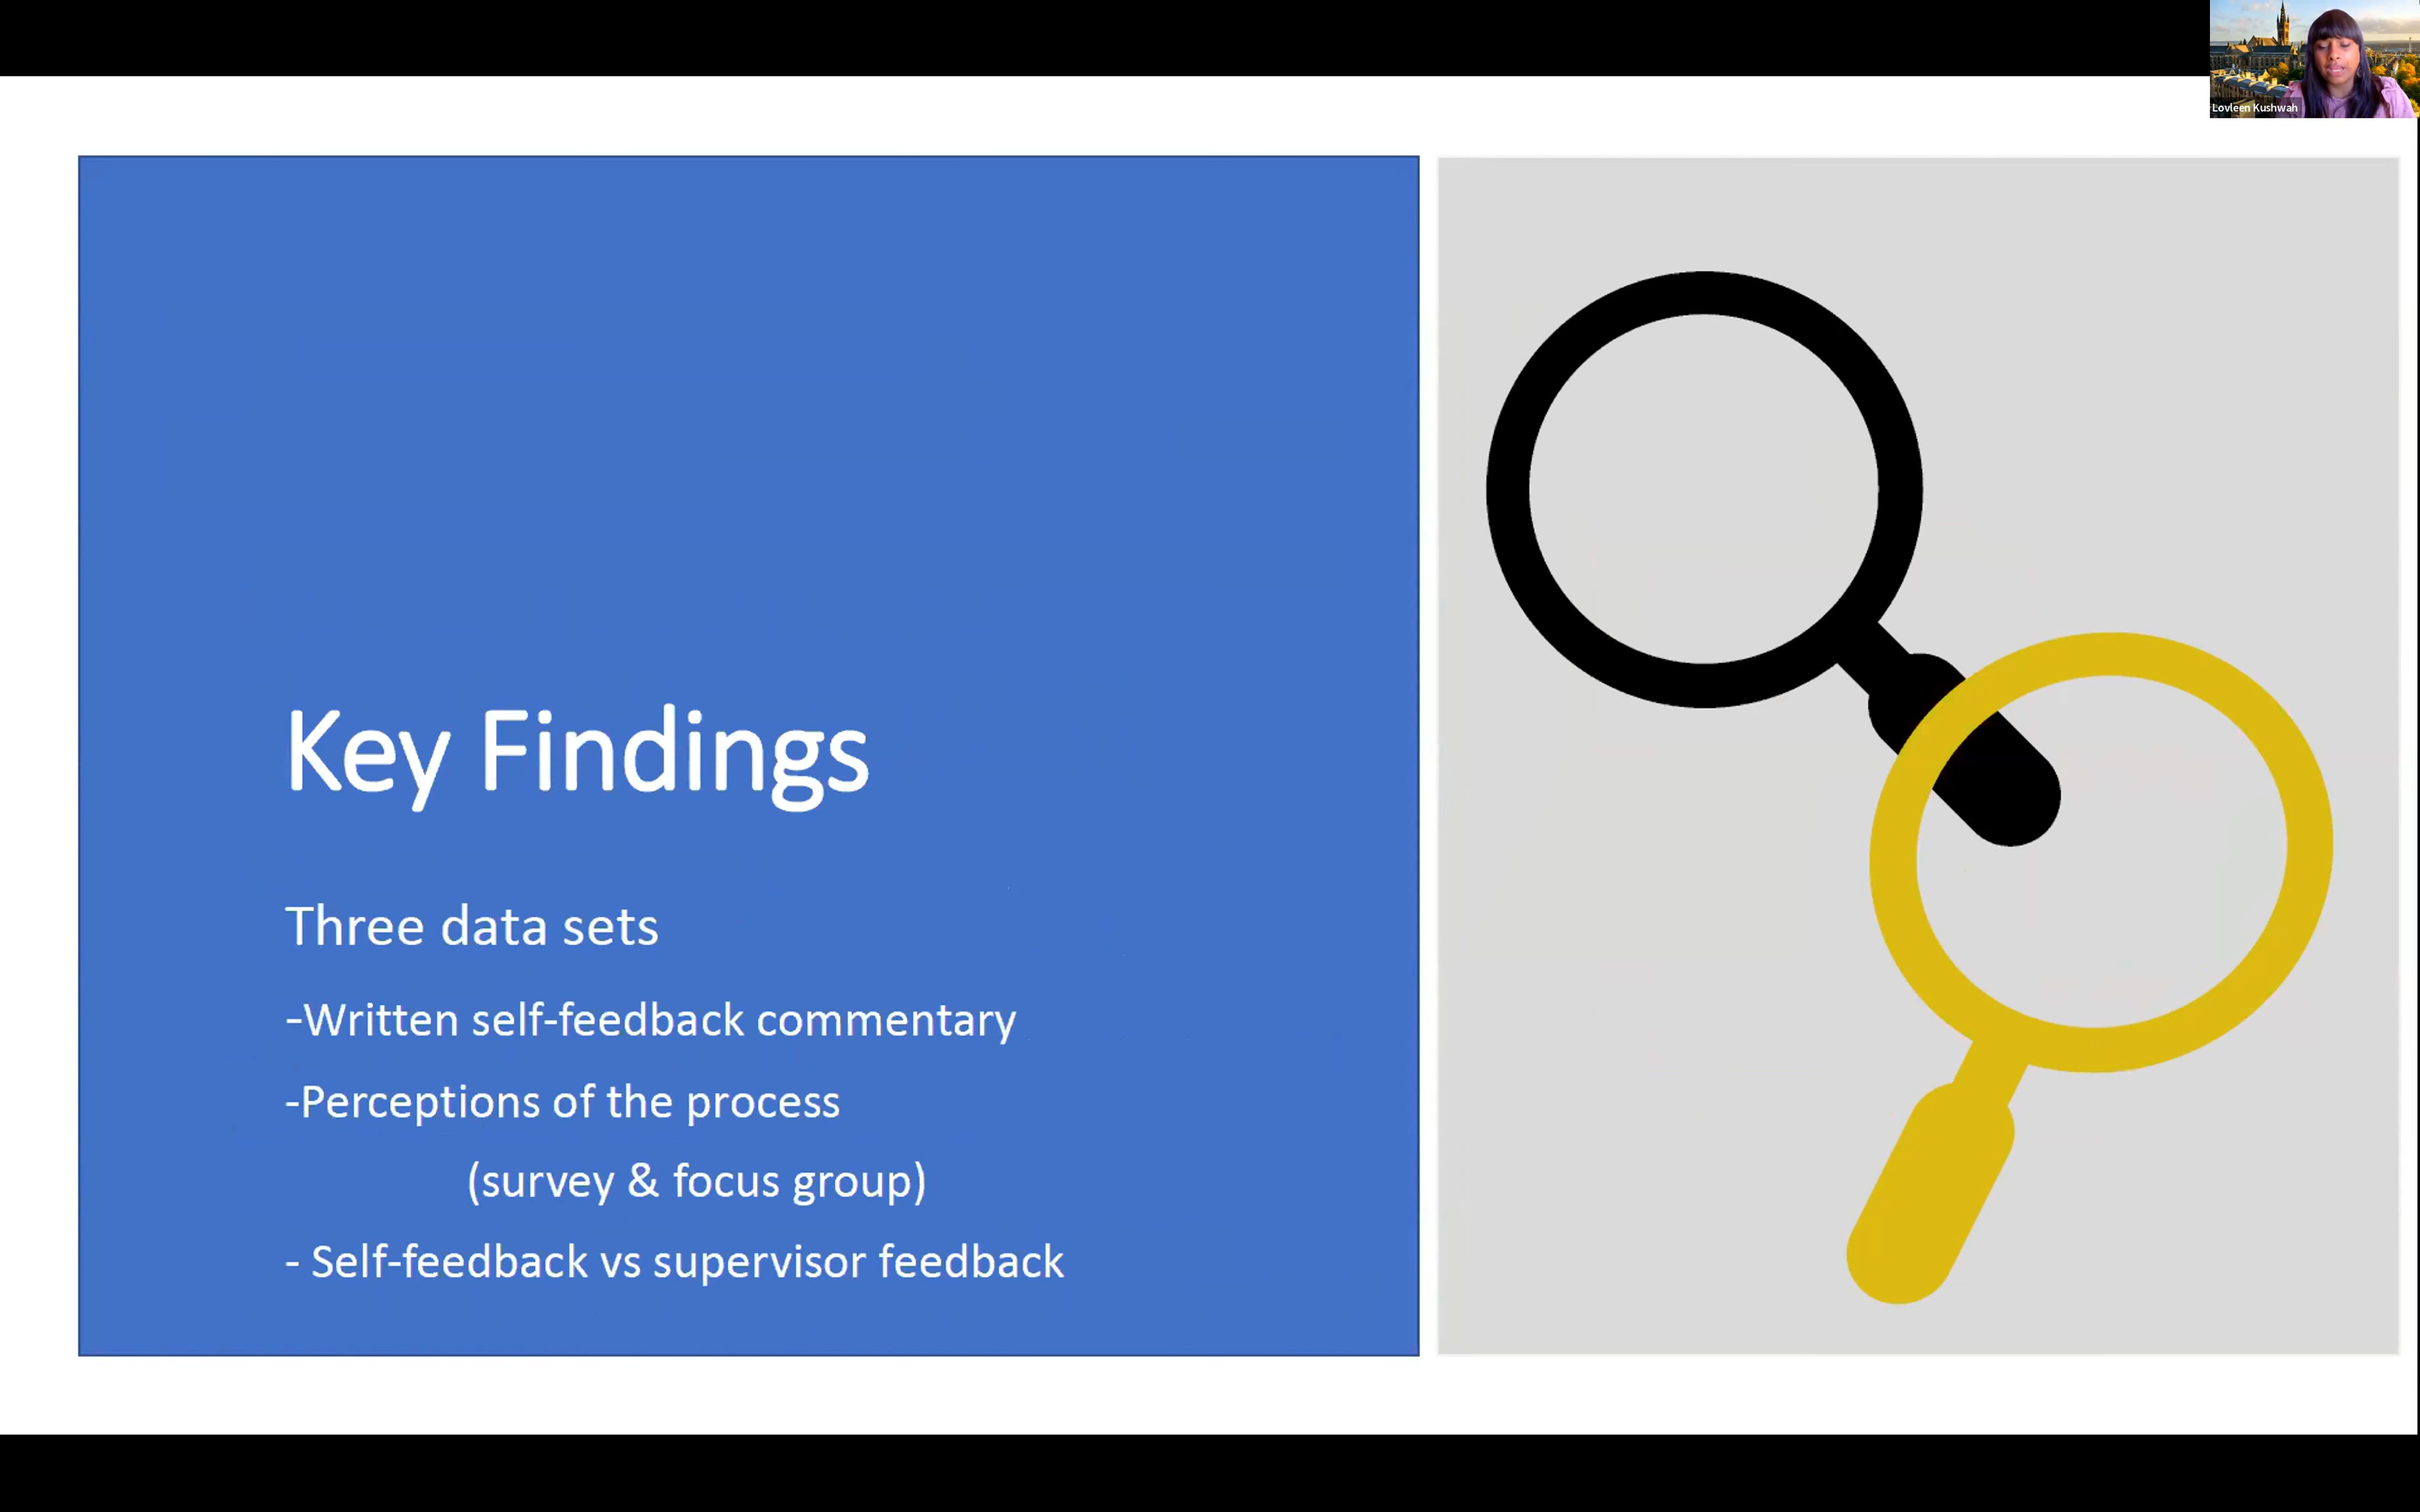 Lovleen Kushwah
Key Findings
Three data sets
-Written self-feedback commentary
-Perceptions of the process
(survey & focus group)
- Self-feedback vs supervisor feedback